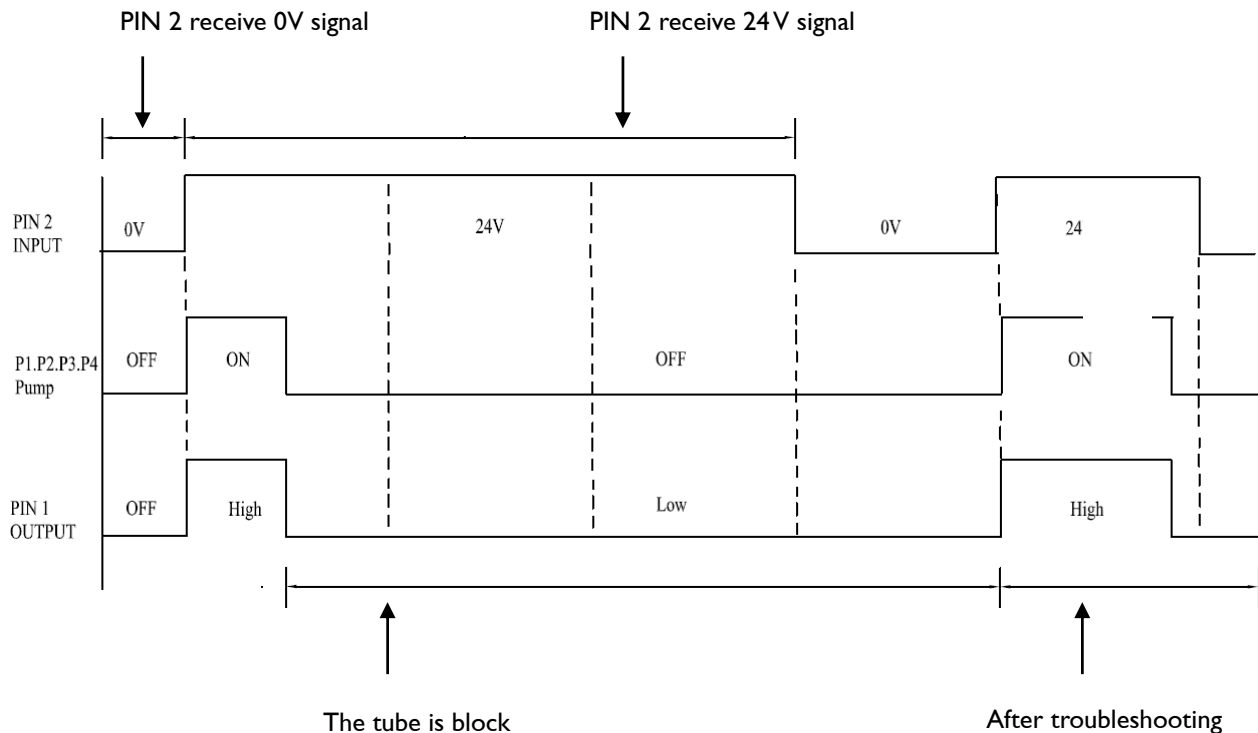 PIN 2 receive 0V signal
PIN 2 receive 24V signal
PIN 2
INPUT
0V
24V
0V
24
P1.P2.P3.P4
Pump
OFF
ON
OFF
ON
PIN 1
OUTPUT
OFF
High
Low
High
The tube is block
After troubleshooting